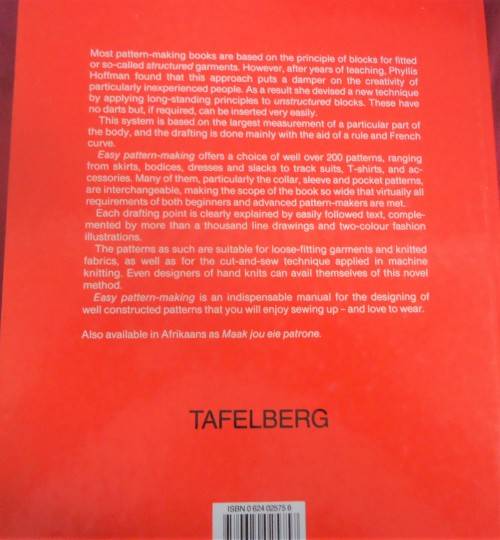 Most pattern-making books are based on the principle of blocks for fitted
or so-called structured garments. However, after years of teaching, Phyllis
Hoffman found that this approach puts a damper on the creativity of
particularly inexperienced people. As a result she devised a new technique
by applying long-standing principles to unstructured blocks. These have
no darts but, if required, can be inserted very easily.
This system is based on the largest measurement of a particular part of
the body, and the drafting is done mainly with the aid of a rule and French
curve.
Easy pattern-making offers a choice of well over 200 patterns, ranging
from skirts, bodices, dresses and slacks to track suits, T-shirts, and ac-
cessories. Many of them, particularly the collar, sleeve and pocket patterns,
are interchangeable, making the scope of the book so wide that virtually all
requirements of both beginners and advanced pattern-makers are met.
Each drafting point is clearly explained by easily followed text, comple-
mented by more than a thousand line drawings and two-colour fashion
illustrations.
The patterns as such are suitable for loose-fitting garments and knitted
fabrics, as well as for the cut-and-sew technique applied in machine
knitting. Even designers of hand knits can avail themselves of this novel
method.
Easy pattern-making is an indispensable manual for the designing of
well constructed patterns that you will enjoy sewing up – and love to wear.
Also available in Afrikaans as Maak jou eie patrone.
TAFELBERG
ISBN 0 624 02575 6